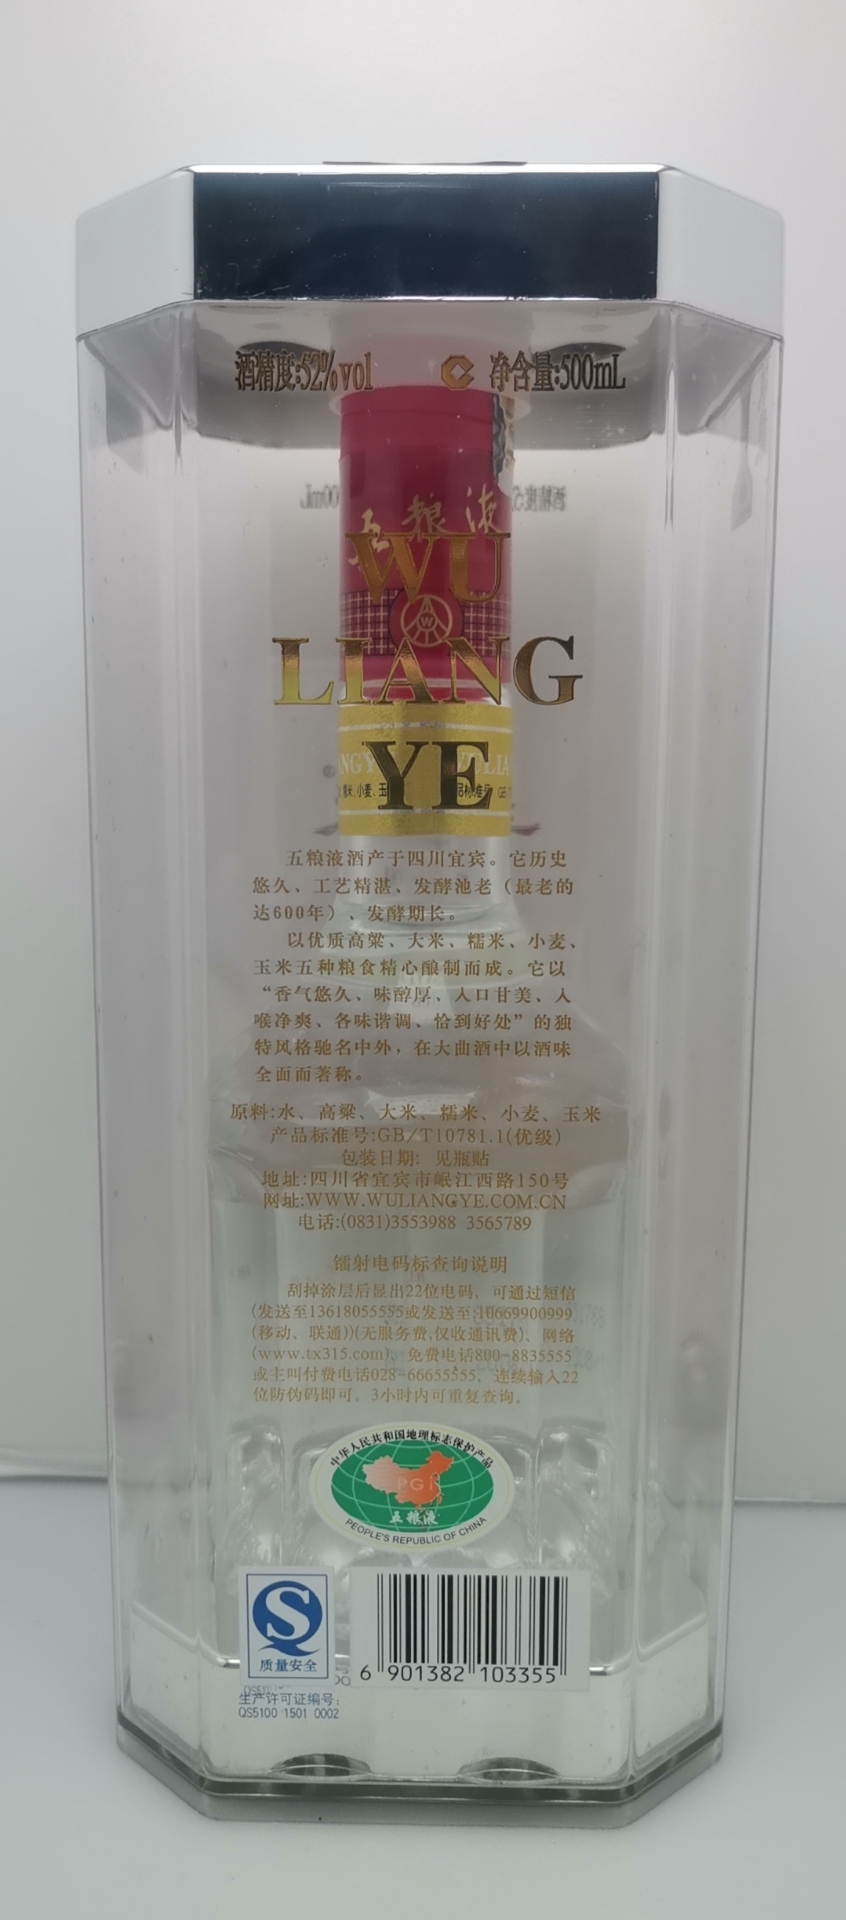 酒精度:52%vol 净含量:500mL
五粮液
WU
LIANG
YE
五粮液酒产于四川宜宾。它历史
悠久、工艺精湛、发酵池老（最老的
达600年）、发酵期长。
以优质高粱、大米、糯米、小麦、
玉米五种粮食精心酿制而成。它以
“香气悠久、味醇厚、入口甘美、入
喉净爽、各味谐调、恰到好处”的独
特风格驰名中外，在大曲酒中以酒味
全面而著称。
原料:水、高粱、大米、糯米、小麦、玉米
产品标准号:GB/T10781.1(优级)
包装日期: 见瓶贴
地址:四川省宜宾市岷江西路150号
网址:WWW.WULIANGYE.COM.CN
电话:(0831)3553988 3565789
镭射电码标查询说明
刮掉涂层后显出22位电码，可通过短信
(发送至13618055555或发送至:10669900999
(移动、联通))(无服务费,仅收通讯费)、网络
(www.tx315.com)、免费电话800-8835555
或主叫付费电话028-66655555，连续输入22
位防伪码即可。3小时内可重复查询。
中华人民共和国地理标志保护产品
PGI
五粮液
PEOPLE'S REPUBLIC OF CHINA
质量安全
6 901382 103355
生产许可证编号:
QS5100 1501 0002